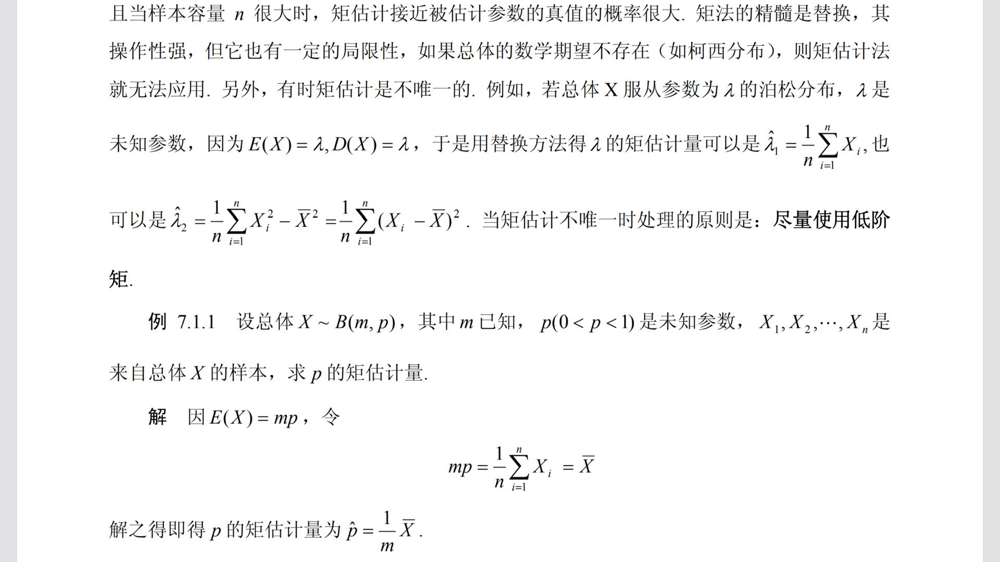 且当样本容量 n 很大时，矩估计接近被估计参数的真值的概率很大. 矩法的精髓是替换，其
操作性强，但它也有一定的局限性，如果总体的数学期望不存在（如柯西分布），则矩估计法
就无法应用. 另外，有时矩估计是不唯一的. 例如，若总体 X 服从参数为 λ 的泊松分布，λ 是
未知参数，因为 E(X) = λ, D(X) = λ，于是用替换方法得 λ 的矩估计量可以是 $\hat{\lambda}_1 = \frac{1}{n}\sum_{i=1}^{n} X_i$, 也
可以是 $\hat{\lambda}_2 = \frac{1}{n}\sum_{i=1}^{n} X_i^2 - \overline{X}^2 = \frac{1}{n}\sum_{i=1}^{n} (X_i - \overline{X})^2$. 当矩估计不唯一时处理的原则是：尽量使用低阶
矩.
例 7.1.1 设总体 X ~ B(m, p)，其中 m 已知， p(0 < p < 1) 是未知参数， $X_1, X_2, \cdots, X_n$ 是
来自总体 X 的样本，求 p 的矩估计量.
解 因 E(X) = mp，令
$mp = \frac{1}{n}\sum_{i=1}^{n} X_i = \overline{X}$
解之得即得 p 的矩估计量为 $\hat{p} = \frac{1}{m}\overline{X}$.